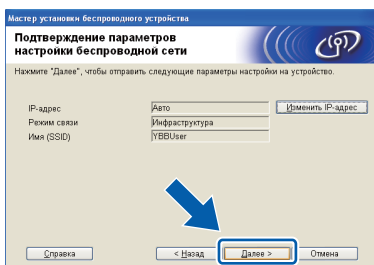 Мастер установки беспроводного устройства
Подтверждение параметров
настройки беспроводной сети
Нажмите "Далее", чтобы отправить следующие параметры настройки на устройство.
IP-адрес Авто Изменить IP-адрес
Режим связи Инфраструктура
Имя (SSID) YBBUser
Справка < Назад Далее > Отмена